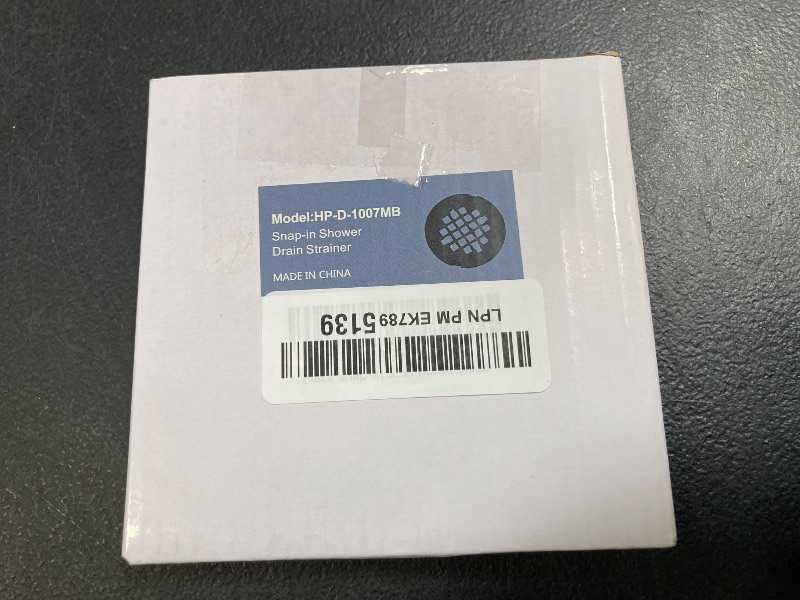 Model:HP-D-1007MB
Snap-in Shower
Drain Strainer
MADE IN CHINA
LPN PM EK789 5139